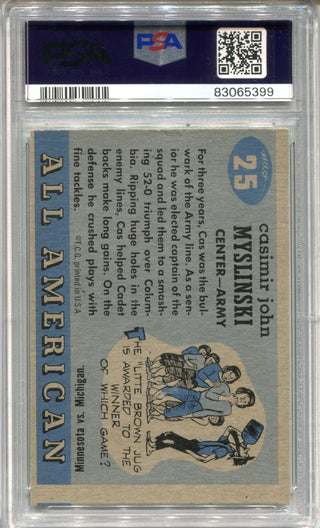 PSA
PSA
83065399
25
casimir john
MYSLINSKI
CENTER—ARMY
For three years, Cas was the bul-
wark of the Army line. As a sen-
ior he was elected captain of the
squad and led them to a smash-
ing 52-0 triumph over Colum-
bia. Ripping huge holes in the
enemy lines, Cas helped Cadet
backs make long gains. On the
defense he crushed plays with
fine tackles.
©T.C.G. printed in U.S.A.
THE "LITTE BROWN JUG
IS AWARDED TO THE
WINNER
OF WHICH GAME?
Minnesota v. Michigan
ALL AMERICAN